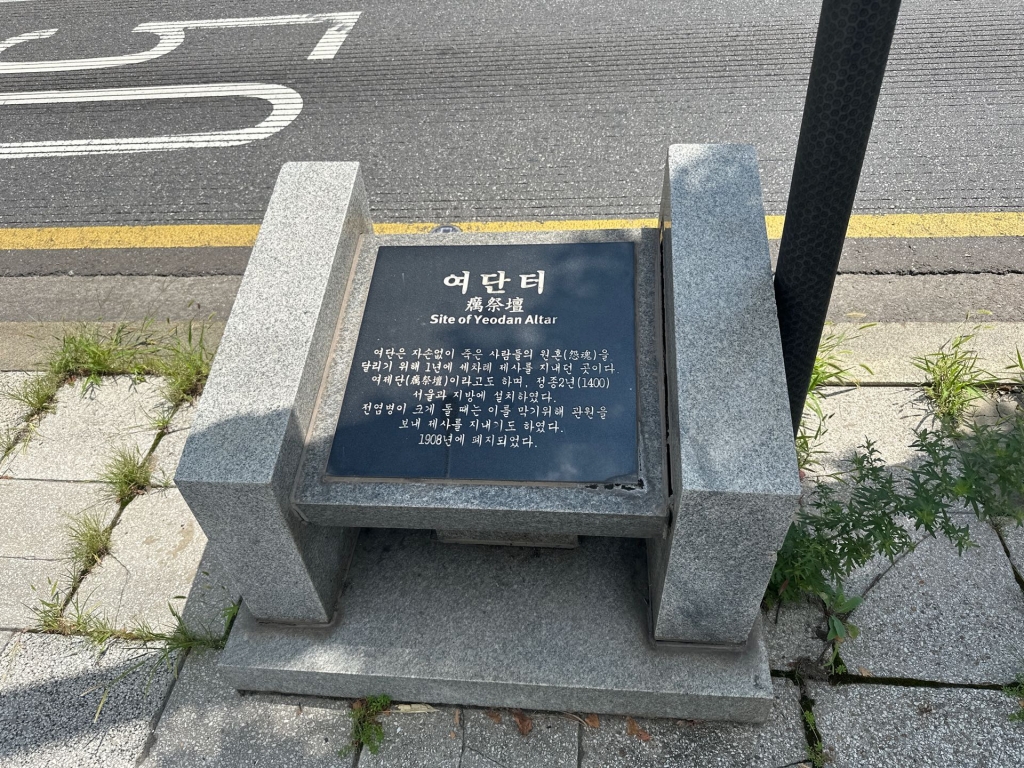 여단터
癘祭壇
Site of Yeodan Altar
여단은 자손없이 죽은 사람들의 원혼(怨魂)을
달리기 위해 1년에 세차례 제사를 지내던 곳이다.
여제단(癘祭壇)이라고도 하며, 정종2년(1400)
서울과 지방에 설치하였다.
전염병이 크게 돌 때는 이를 막기위해 관원을
보내 제사를 지내기도 하였다.
1908년에 폐지되었다.